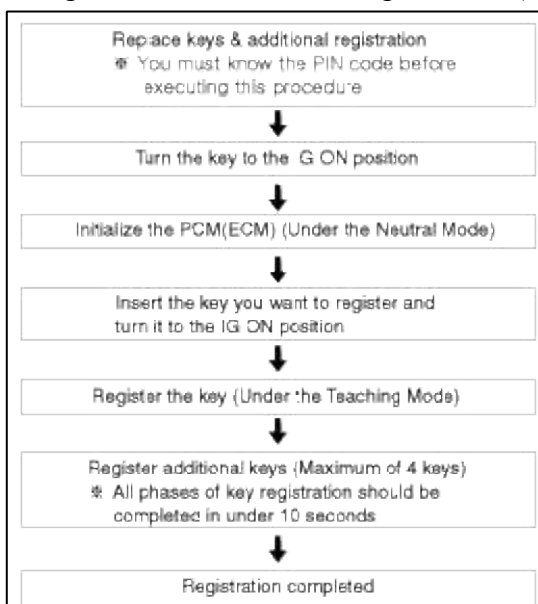 Replace keys & additional registration
※ You must know the PIN code before
executing this procedure
Turn the key to the IG ON position
Initialize the PCM(ECM) (Under the Neutral Mode)
Insert the key you want to register and
turn it to the IG ON position
Register the key (Under the Teaching Mode)
Register additional keys (Maximum of 4 keys)
※ All phases of key registration should be
completed in under 10 seconds
Registration completed